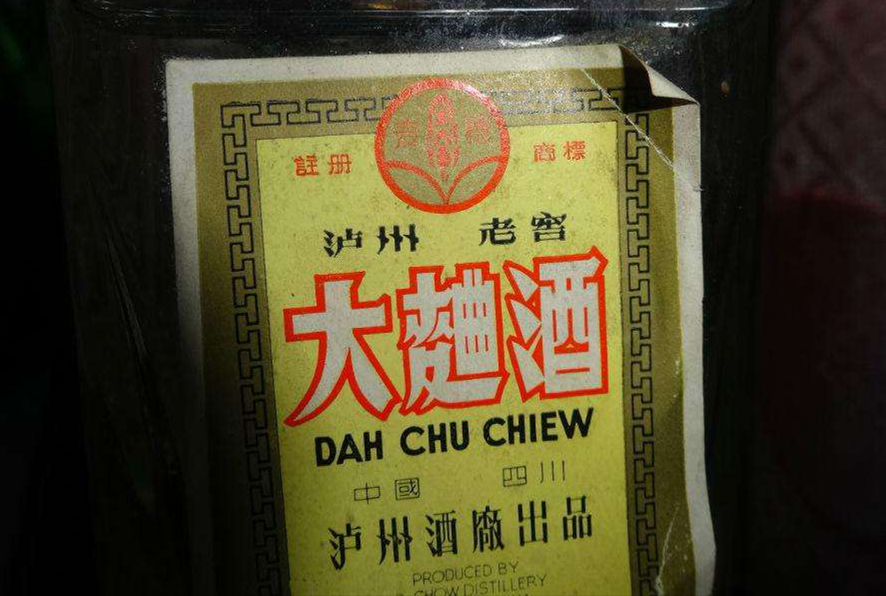 註册 商標
泸州 老窖
大麯酒
DAH CHU CHIEW
中國 四川
泸州酒廠出品
PRODUCED BY
CHOW DISTILLERY